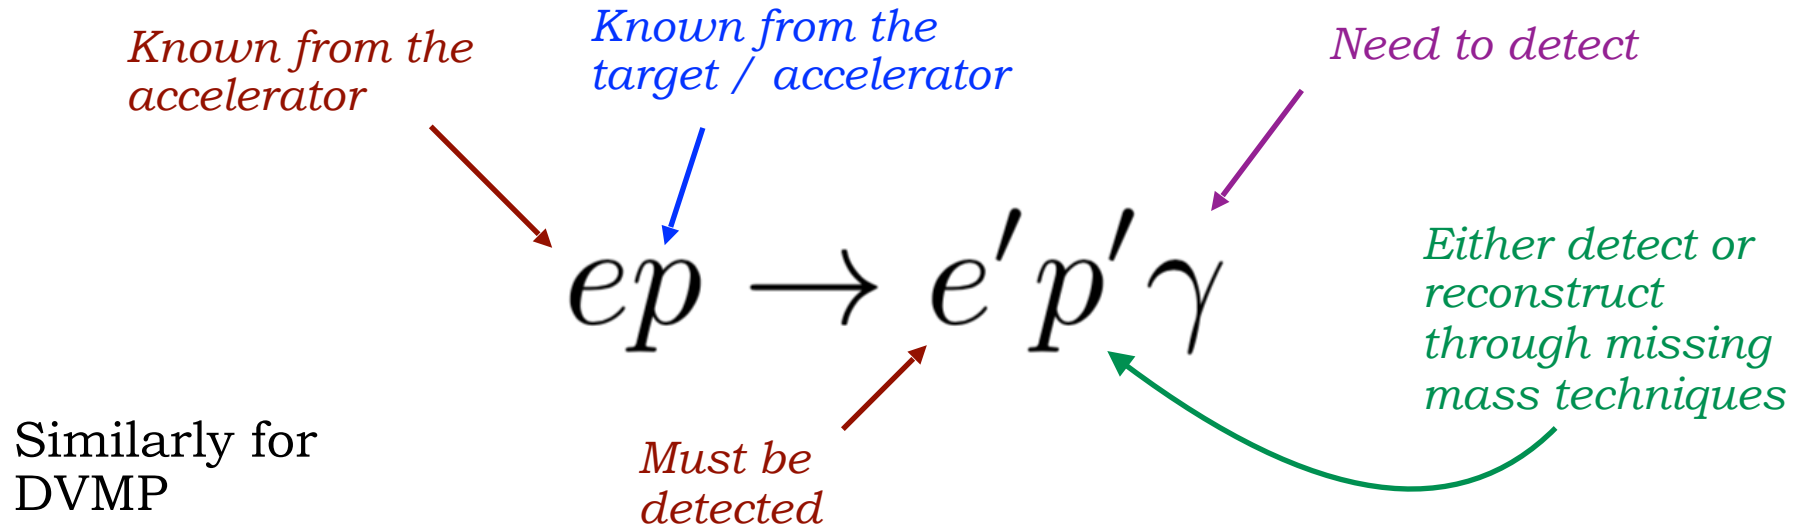 Known from the
accelerator
Known from the
target / accelerator
Need to detect
ep → e′p′γ
Either detect or
reconstruct
through missing
mass techniques
Must be
detected
Similarly for
DVMP